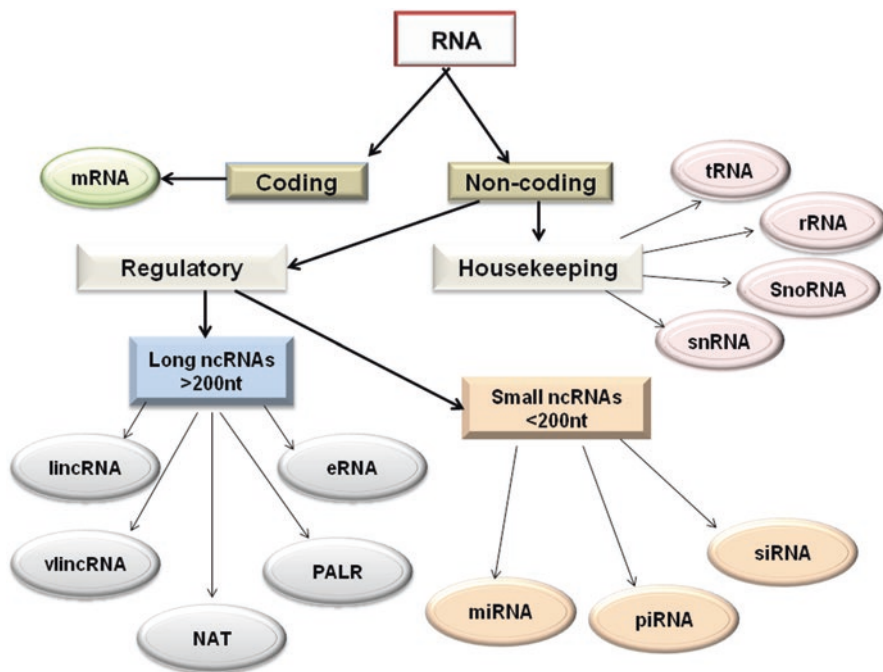 RNA
mRNA
Coding
Non-coding
tRNA
rRNA
Regulatory
Housekeeping
SnoRNA
snRNA
Long ncRNAs
>200nt
Small ncRNAs
<200nt
lincRNA
eRNA
vlincRNA
PALR
siRNA
NAT
miRNA
piRNA